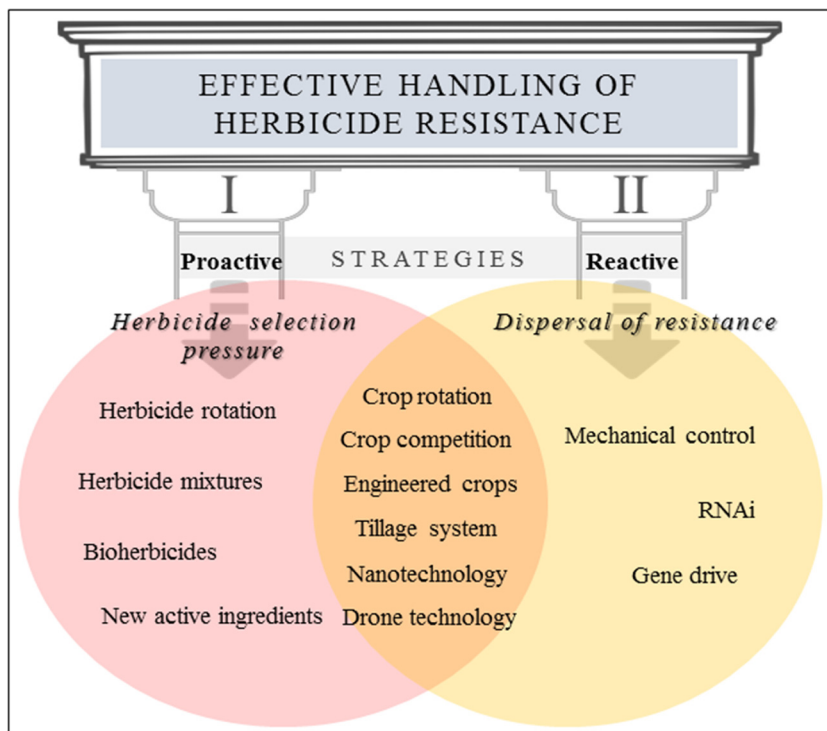 EFFECTIVE HANDLING OF
HERBICIDE RESISTANCE
I
II
Proactive
STRATEGIES
Reactive
Herbicide selection
pressure
Herbicide rotation
Herbicide mixtures
Bioherbicides
New active ingredients
Crop rotation
Crop competition
Engineered crops
Tillage system
Nanotechnology
Drone technology
Dispersal of resistance
Mechanical control
RNAi
Gene drive